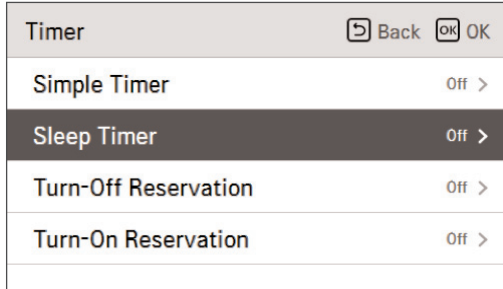 Timer Back OK OK
Simple Timer Off >
Sleep Timer Off >
Turn-Off Reservation Off >
Turn-On Reservation Off >